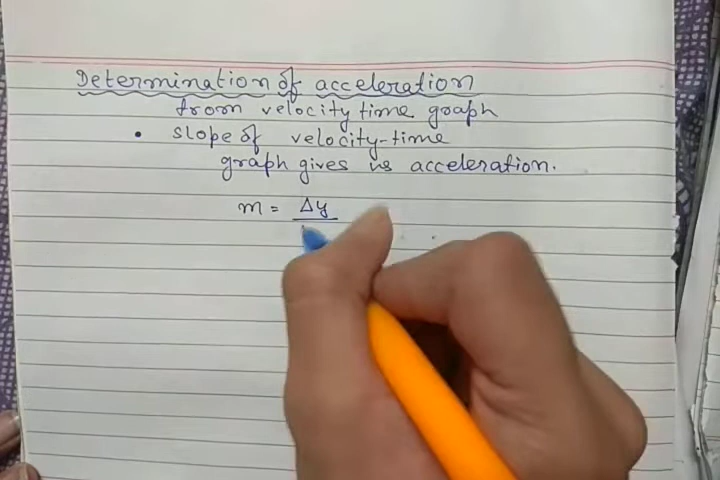 Determination of acceleration
from velocity time graph
• slope of velocity-time
graph gives us acceleration.
m = Δy